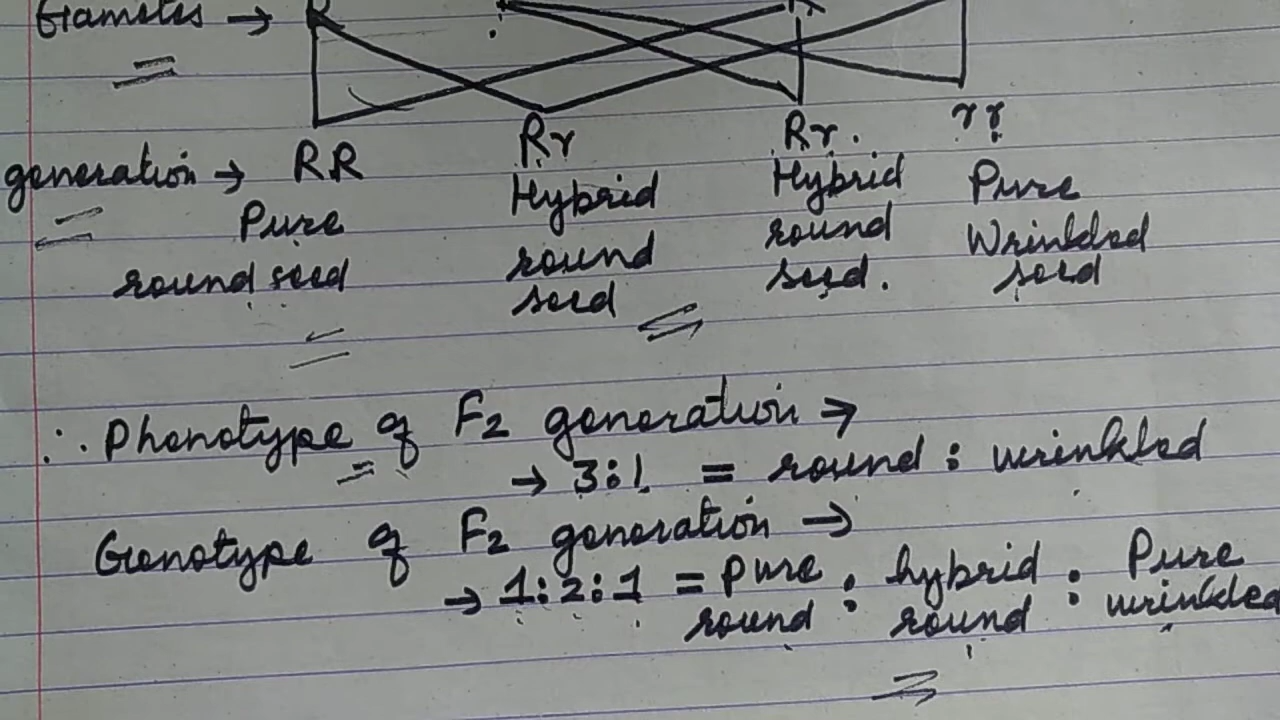 Gametes → R R
generation → RR Rr Rr. rr
Pure Hybrid Hybrid Pure
round seed round round Wrinkled
seed seed. seed
∴ Phenotype of F2 generation →
→ 3:1 = round : wrinkled
Genotype of F2 generation →
→ 1:2:1 = pure : hybrid : Pure
round round wrinkled